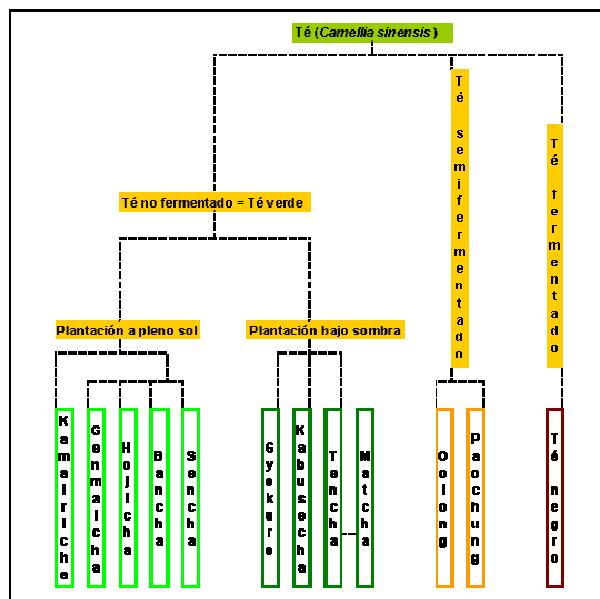 Té (Camellia sinensis)
Té semifermentado
Té fermentado
Té no fermentado = Té verde
Plantación a pleno sol
Plantación bajo sombra
Kamairicha
Genmaicha
Hojicha
Bancha
Sencha
Gyokuro
Kabusecha
Tencha
Matcha
Oolong
Paochung
Té negro